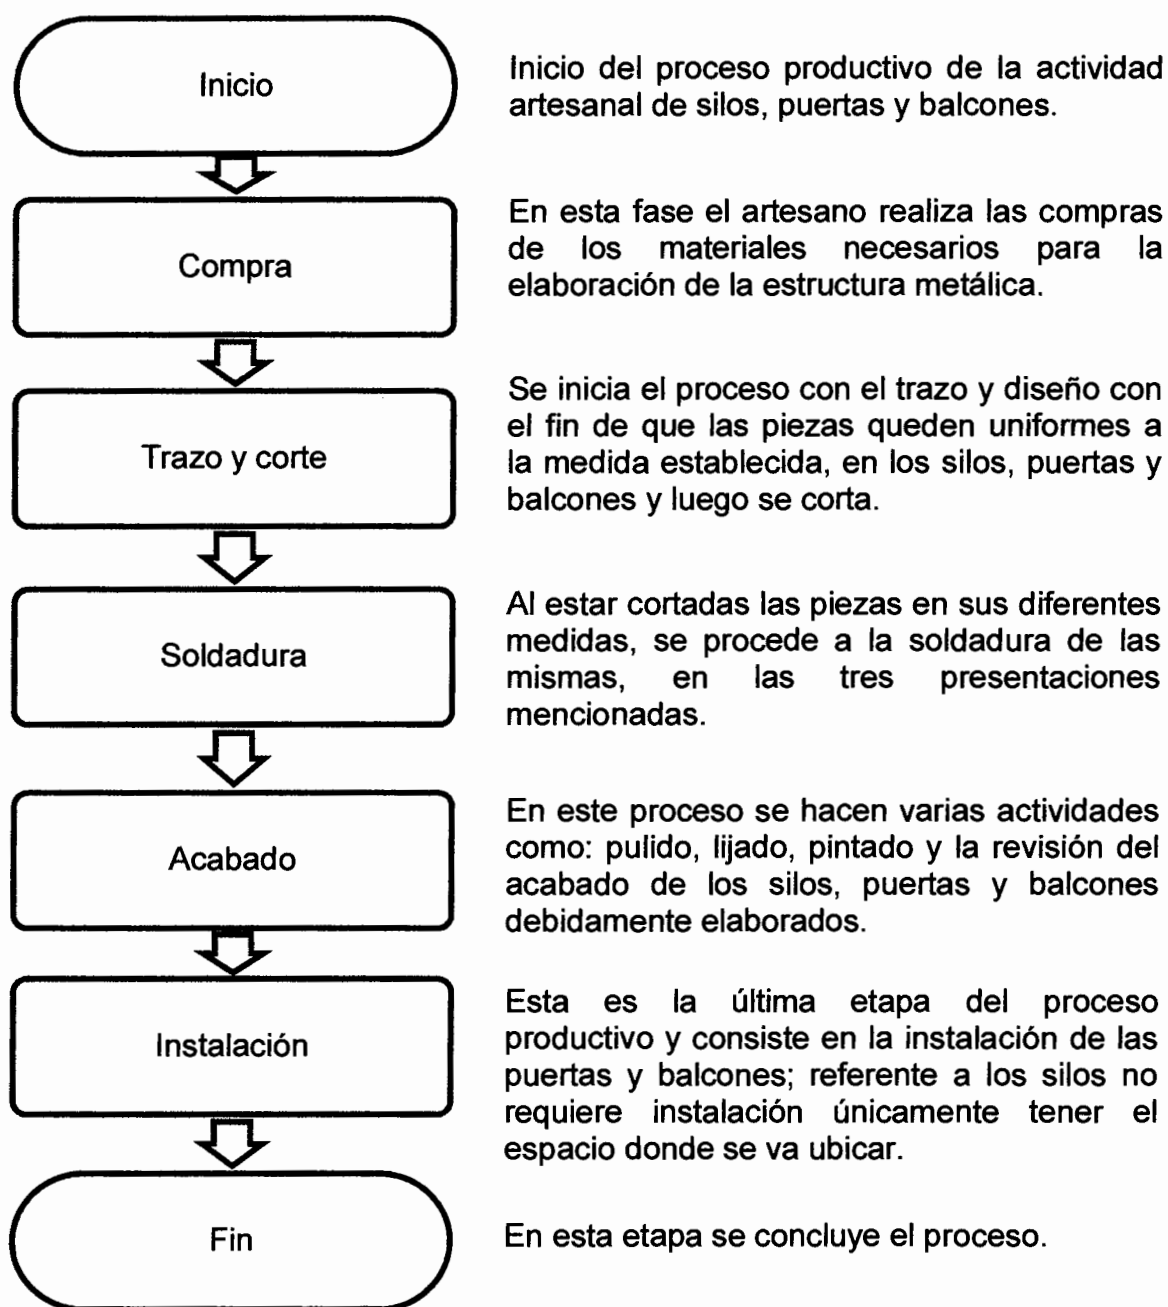 Inicio
Inicio del proceso productivo de la actividad
artesanal de silos, puertas y balcones.
Compra
En esta fase el artesano realiza las compras
de los materiales necesarios para la
elaboración de la estructura metálica.
Trazo y corte
Se inicia el proceso con el trazo y diseño con
el fin de que las piezas queden uniformes a
la medida establecida, en los silos, puertas y
balcones y luego se corta.
Soldadura
Al estar cortadas las piezas en sus diferentes
medidas, se procede a la soldadura de las
mismas, en las tres presentaciones
mencionadas.
Acabado
En este proceso se hacen varias actividades
como: pulido, lijado, pintado y la revisión del
acabado de los silos, puertas y balcones
debidamente elaborados.
Instalación
Esta es la última etapa del proceso
productivo y consiste en la instalación de las
puertas y balcones; referente a los silos no
requiere instalación únicamente tener el
espacio donde se va ubicar.
Fin
En esta etapa se concluye el proceso.